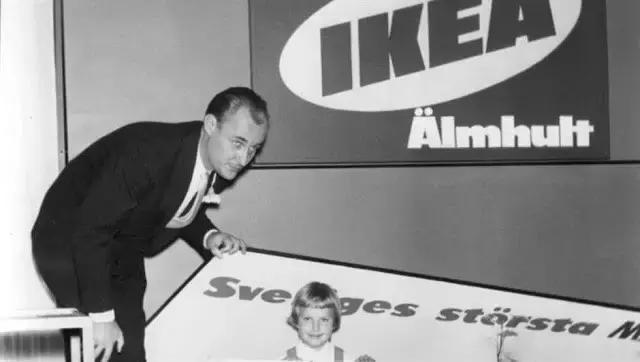 IKEA
Älmhult
Sveriges största